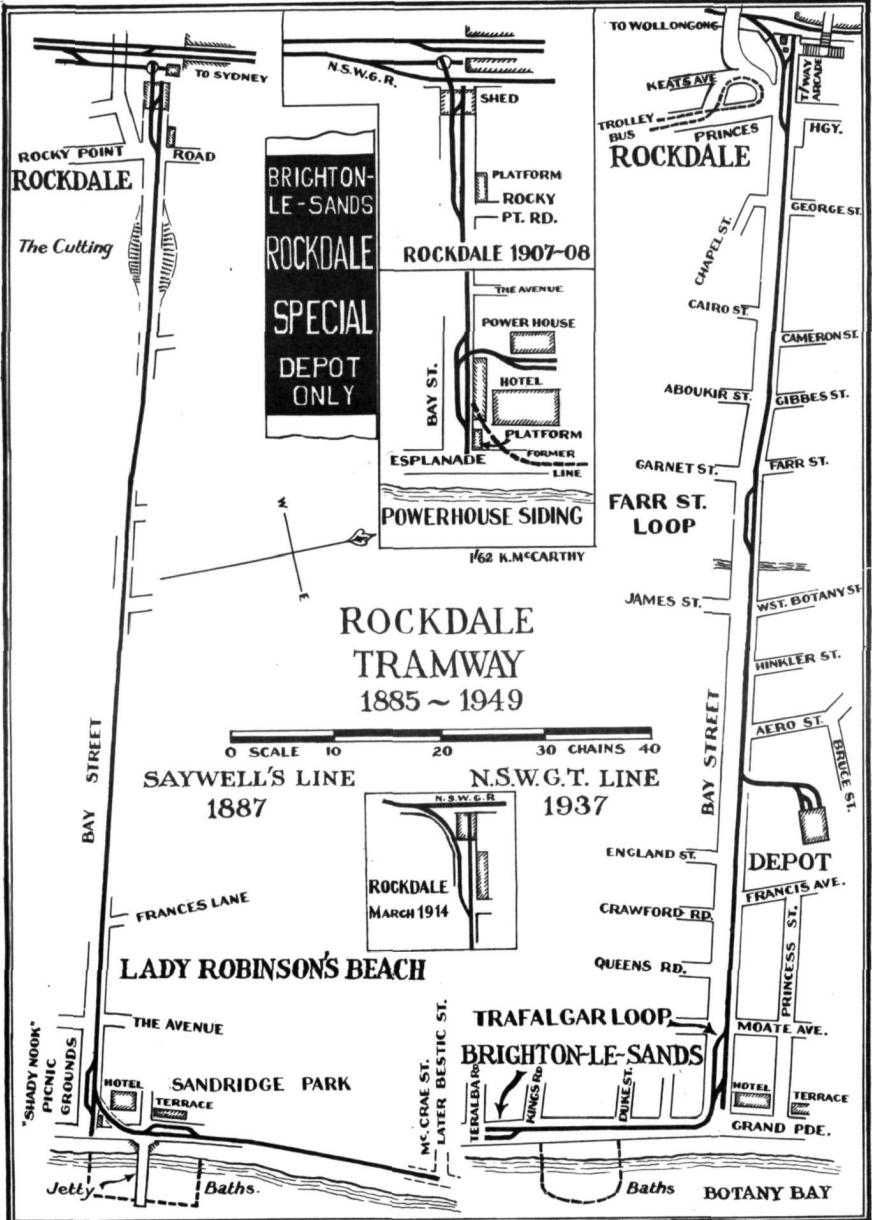 TO SYDNEY
ROCKY POINT ROAD
ROCKDALE
The Cutting
BRIGHTON-
LE-SANDS
ROCKDALE
SPECIAL
DEPOT
ONLY
N.S.W.G.R.
SHED
PLATFORM
ROCKY
PT. RD.
ROCKDALE 1907-08
THE AVENUE
POWER HOUSE
BAY ST.
HOTEL
PLATFORM
ESPLANADE
FORMER
LINE
POWERHOUSE SIDING
1/62 K.McCARTHY
TO WOLLONGONG
KEATS AVE
T/WAY
ARCADE
TROLLEY
BUS
PRINCES HGY.
ROCKDALE
GEORGE ST.
CHAPEL ST.
CAIRO ST.
CAMERON ST.
ABOUKIR ST.
GIBBES ST.
GARNET ST.
FARR ST.
FARR ST.
LOOP
JAMES ST.
WST. BOTANY ST.
HINKLER ST.
AERO ST.
BRUCE ST.
BAY STREET
W
E
ROCKDALE
TRAMWAY
1885 ~ 1949
0 SCALE 10 20 30 CHAINS 40
SAYWELL'S LINE
1887
N.S.W.G.T. LINE
1937
N.S.W.G.R
ROCKDALE
MARCH 1914
BAY STREET
ENGLAND ST.
DEPOT
FRANCIS AVE.
CRAWFORD RD.
PRINCESS ST.
QUEENS RD.
FRANCES LANE
LADY ROBINSON'S BEACH
THE AVENUE
"SHADY NOOK"
PICNIC
GROUNDS
HOTEL
SANDRIDGE PARK
TERRACE
Mc.CRAE ST.
LATER BESTIC ST.
TRAFALGAR LOOP
MOATE AVE.
BRIGHTON-LE-SANDS
TERALBA RD
KINGS RD
DUKE ST.
HOTEL
TERRACE
GRAND PDE.
Jetty
Baths.
Baths
BOTANY BAY